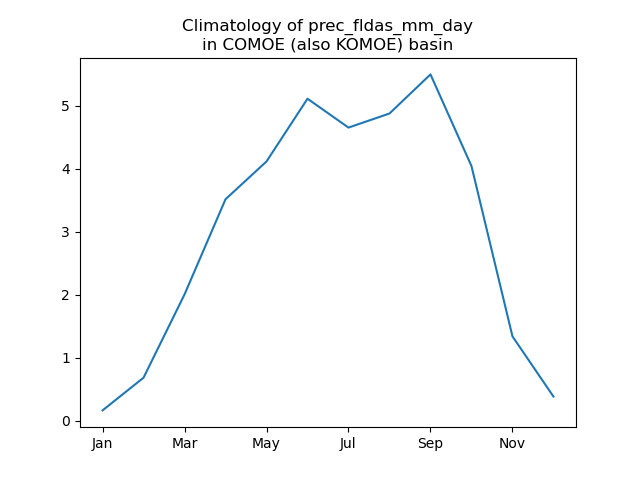 Climatology of prec_fldas_mm_day
in COMOE (also KOMOE) basin
5
4
3
2
1
0
Jan
Mar
May
Jul
Sep
Nov